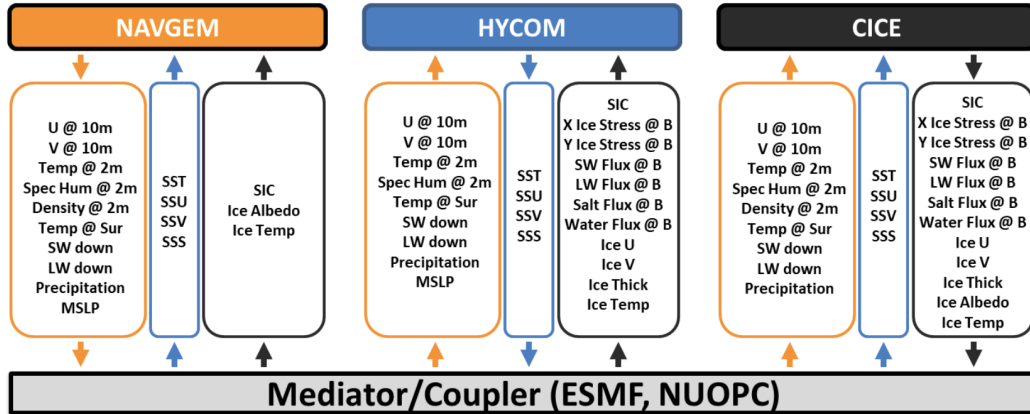 NAVGEM
U @ 10m
V @ 10m
Temp @ 2m
Spec Hum @ 2m
Density @ 2m
Temp @ Sur
SW down
LW down
Precipitation
MSLP
SST
SSU
SSV
SSS
SIC
Ice Albedo
Ice Temp
HYCOM
U @ 10m
V @ 10m
Temp @ 2m
Spec Hum @ 2m
Temp @ Sur
SW down
LW down
Precipitation
MSLP
SST
SSU
SSV
SSS
SIC
X Ice Stress @ B
Y Ice Stress @ B
SW Flux @ B
LW Flux @ B
Salt Flux @ B
Water Flux @ B
Ice U
Ice V
Ice Thick
Ice Temp
CICE
U @ 10m
V @ 10m
Temp @ 2m
Spec Hum @ 2m
Density @ 2m
Temp @ Sur
SW down
LW down
Precipitation
SST
SSU
SSV
SSS
SIC
X Ice Stress @ B
Y Ice Stress @ B
SW Flux @ B
LW Flux @ B
Salt Flux @ B
Water Flux @ B
Ice U
Ice V
Ice Thick
Ice Albedo
Ice Temp
Mediator/Coupler (ESMF, NUOPC)